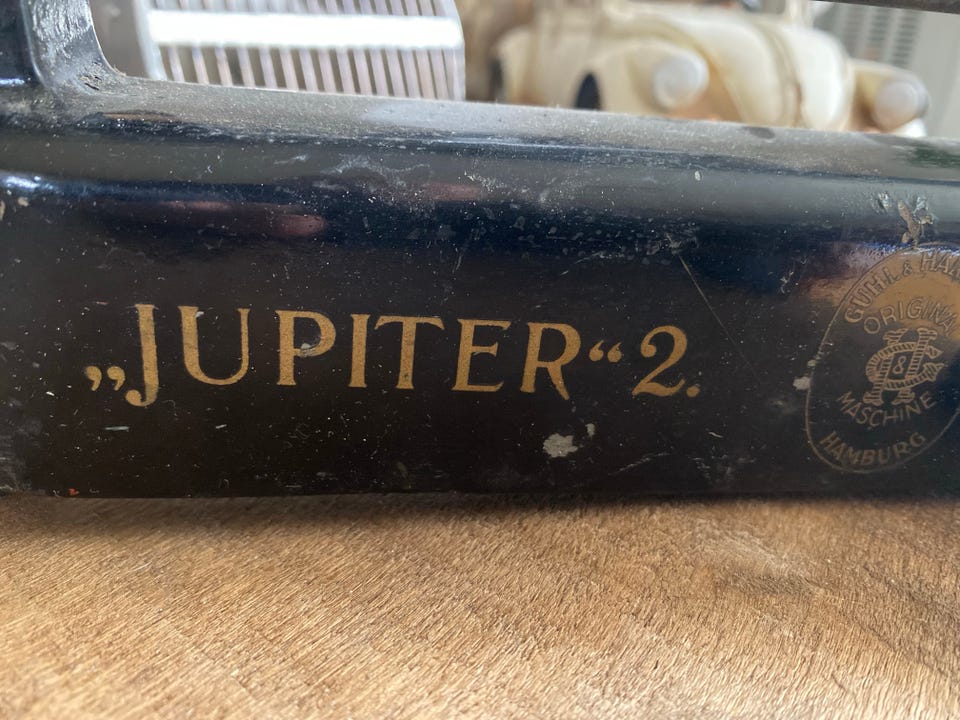 „JUPITER“ 2.
GUHL & HA
ORIGINAL
&
MASCHINE
HAMBURG